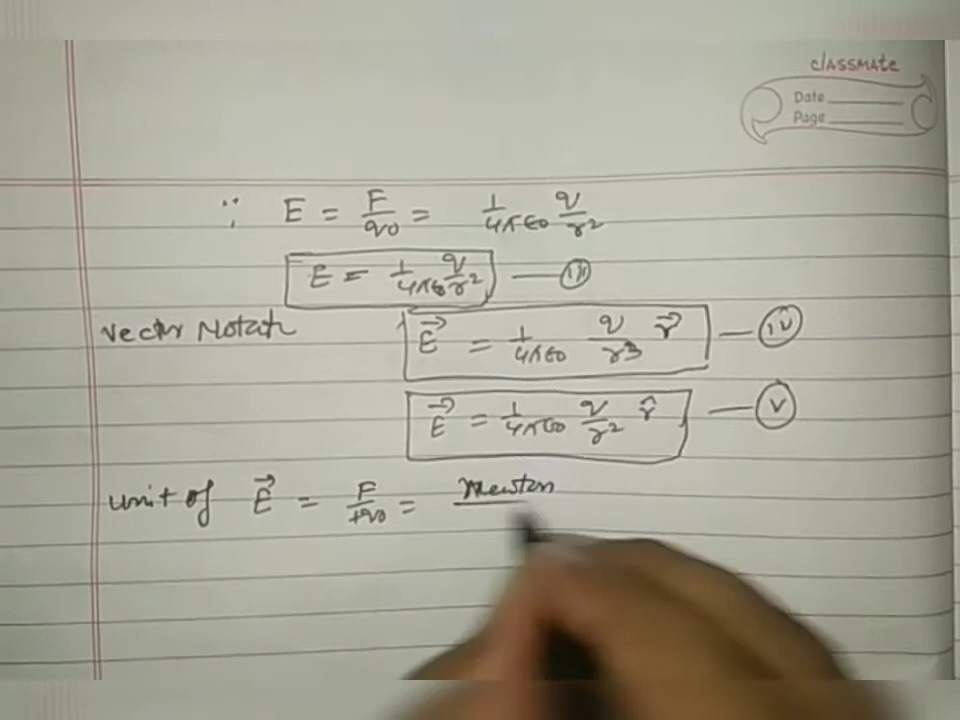 classmate
Date
Page
∵ E = F/q0 = 1/4πε0 q/r²
E = 1/4πε0 q/r² — (iii)
Vector Notatn E⃗ = 1/4πε0 q/r³ r⃗ — (iv)
E⃗ = 1/4πε0 q/r² r̂ — (v)
unit of E⃗ = F/+q0 = Newton